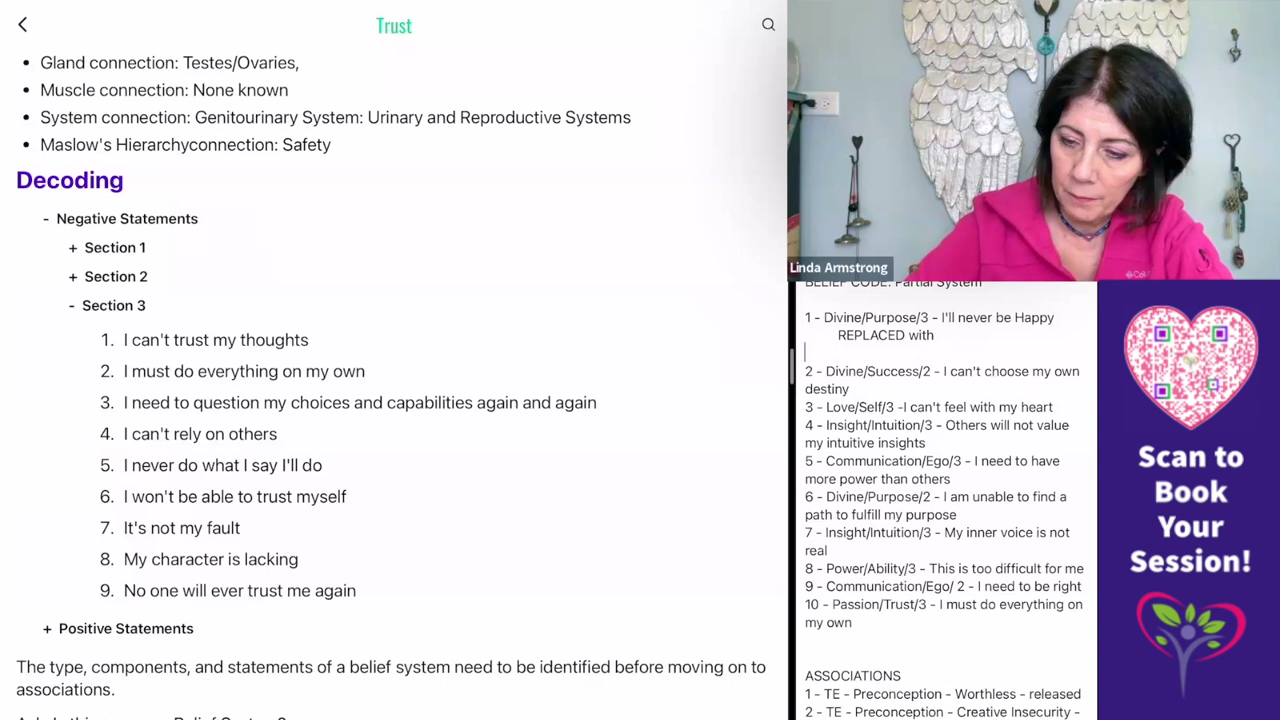 Trust
• Gland connection: Testes/Ovaries,
• Muscle connection: None known
• System connection: Genitourinary System: Urinary and Reproductive Systems
• Maslow's Hierarchyconnection: Safety
Decoding
- Negative Statements
+ Section 1
+ Section 2
- Section 3
1. I can't trust my thoughts
2. I must do everything on my own
3. I need to question my choices and capabilities again and again
4. I can't rely on others
5. I never do what I say I'll do
6. I won't be able to trust myself
7. It's not my fault
8. My character is lacking
9. No one will ever trust me again
+ Positive Statements
The type, components, and statements of a belief system need to be identified before moving on to
associations.
Linda Armstrong
BELIEF CODE: Partial System
1 - Divine/Purpose/3 - I'll never be Happy
REPLACED with
2 - Divine/Success/2 - I can't choose my own
destiny
3 - Love/Self/3 -I can't feel with my heart
4 - Insight/Intuition/3 - Others will not value
my intuitive insights
5 - Communication/Ego/3 - I need to have
more power than others
6 - Divine/Purpose/2 - I am unable to find a
path to fulfill my purpose
7 - Insight/Intuition/3 - My inner voice is not
real
8 - Power/Ability/3 - This is too difficult for me
9 - Communication/Ego/ 2 - I need to be right
10 - Passion/Trust/3 - I must do everything on
my own
ASSOCIATIONS
1 - TE - Preconception - Worthless - released
2 - TE - Preconception - Creative Insecurity -
Scan to
Book
Your
Session!